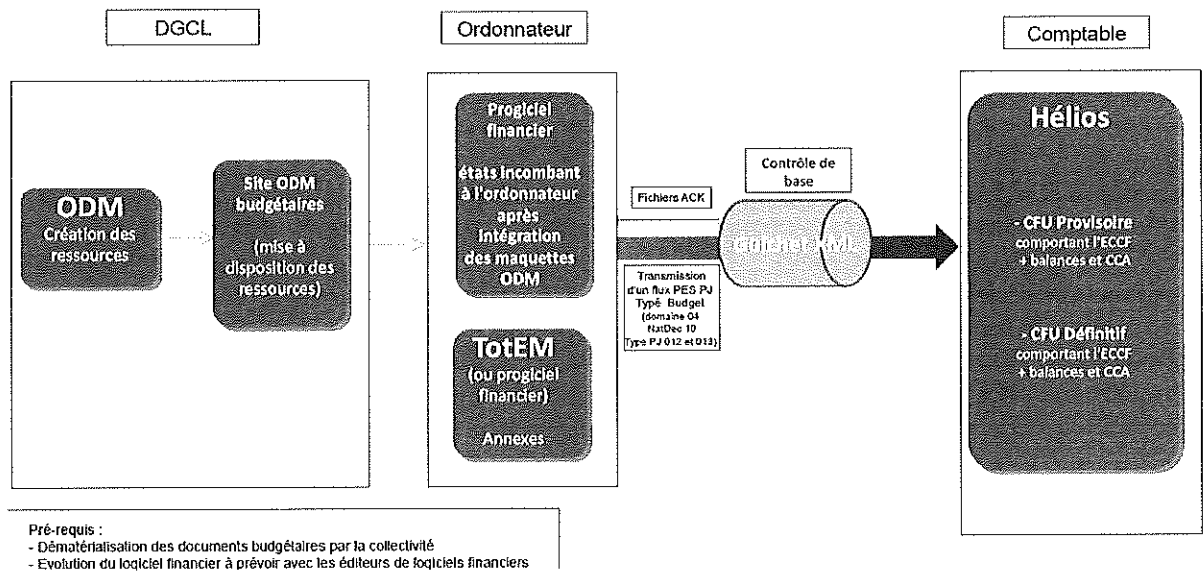 DGCL
Ordonnateur
Comptable
ODM
Création des
ressources
Site ODM
budgétaires
(mise à
disposition des
ressources)
Progiciel
financier
états incombant
à l'ordonnateur
après
intégration
des maquettes
ODM
TotEM
(ou progiciel
financier)
Annexes
Fichiers ACK
Transmission
d'un flux PES PJ
Typé Budget
(domaine 04
NatDec 10
Type PJ 012 et 013)
Contrôle de
base
Guichet XML
Hélios
- CFU Provisoire
comportant l'ECCF
+ balances et CCA
- CFU Définitif
comportant l'ECCF
+ balances et CCA
Pré-requis :
- Dématérialisation des documents budgétaires par la collectivité
- Evolution du logiciel financier à prévoir avec les éditeurs de logiciels financiers